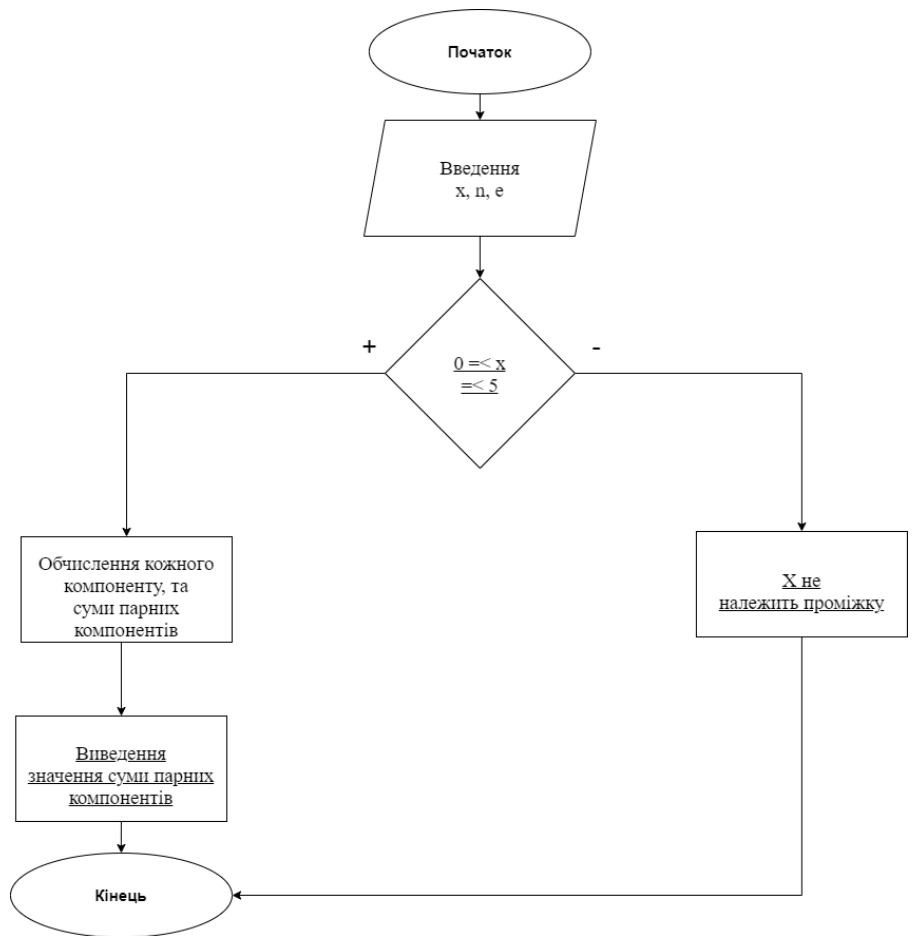 Початок
Введення
x, n, e
+
-
0 =< x
=< 5
Обчислення кожного
компоненту, та
суми парних
компонентів
X не
належить проміжку
Виведення
значення суми парних
компонентів
Кінець